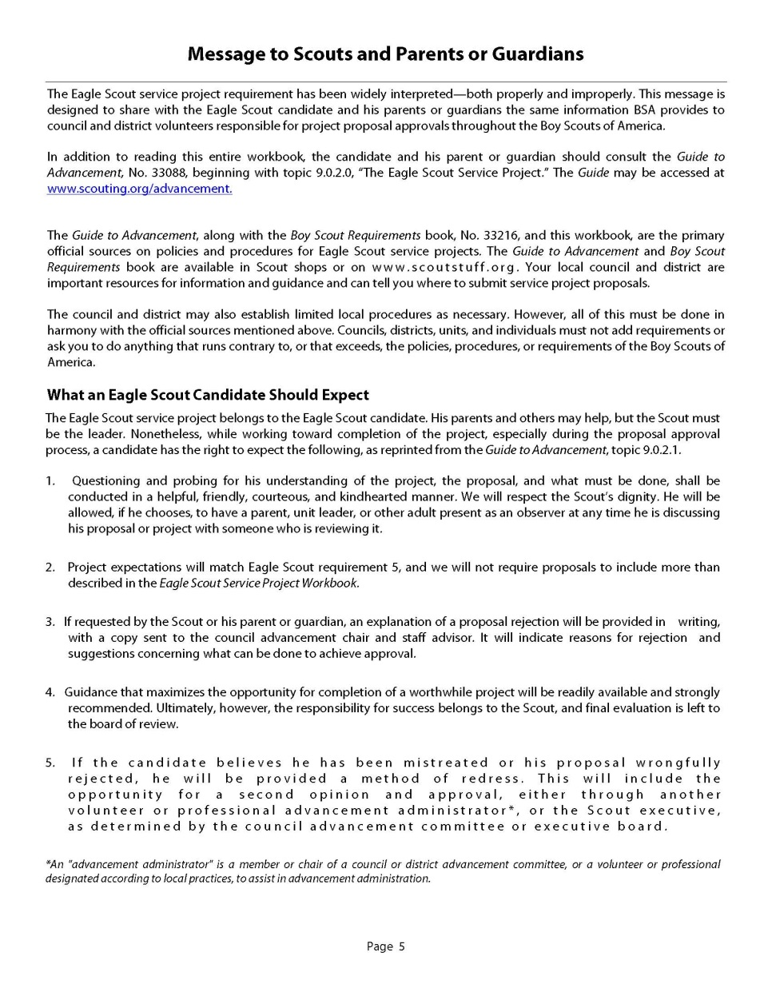 Message to Scouts and Parents or Guardians
The Eagle Scout service project requirement has been widely interpreted—both properly and improperly. This message is
designed to share with the Eagle Scout candidate and his parents or guardians the same information BSA provides to
council and district volunteers responsible for project proposal approvals throughout the Boy Scouts of America.
In addition to reading this entire workbook, the candidate and his parent or guardian should consult the Guide to
Advancement, No. 33088, beginning with topic 9.0.2.0, “The Eagle Scout Service Project.” The Guide may be accessed at
www.scouting.org/advancement.
The Guide to Advancement, along with the Boy Scout Requirements book, No. 33216, and this workbook, are the primary
official sources on policies and procedures for Eagle Scout service projects. The Guide to Advancement and Boy Scout
Requirements book are available in Scout shops or on www.scoutstuff.org. Your local council and district are
important resources for information and guidance and can tell you where to submit service project proposals.
The council and district may also establish limited local procedures as necessary. However, all of this must be done in
harmony with the official sources mentioned above. Councils, districts, units, and individuals must not add requirements or
ask you to do anything that runs contrary to, or that exceeds, the policies, procedures, or requirements of the Boy Scouts of
America.
What an Eagle Scout Candidate Should Expect
The Eagle Scout service project belongs to the Eagle Scout candidate. His parents and others may help, but the Scout must
be the leader. Nonetheless, while working toward completion of the project, especially during the proposal approval
process, a candidate has the right to expect the following, as reprinted from the Guide to Advancement, topic 9.0.2.1.
1. Questioning and probing for his understanding of the project, the proposal, and what must be done, shall be
conducted in a helpful, friendly, courteous, and kindhearted manner. We will respect the Scout’s dignity. He will be
allowed, if he chooses, to have a parent, unit leader, or other adult present as an observer at any time he is discussing
his proposal or project with someone who is reviewing it.
2. Project expectations will match Eagle Scout requirement 5, and we will not require proposals to include more than
described in the Eagle Scout Service Project Workbook.
3. If requested by the Scout or his parent or guardian, an explanation of a proposal rejection will be provided in writing,
with a copy sent to the council advancement chair and staff advisor. It will indicate reasons for rejection and
suggestions concerning what can be done to achieve approval.
4. Guidance that maximizes the opportunity for completion of a worthwhile project will be readily available and strongly
recommended. Ultimately, however, the responsibility for success belongs to the Scout, and final evaluation is left to
the board of review.
5. If the candidate believes he has been mistreated or his proposal wrongfully
rejected, he will be provided a method of redress. This will include the
opportunity for a second opinion and approval, either through another
volunteer or professional advancement administrator*, or the Scout executive,
as determined by the council advancement committee or executive board.
*An “advancement administrator” is a member or chair of a council or district advancement committee, or a volunteer or professional
designated according to local practices, to assist in advancement administration.
Page 5